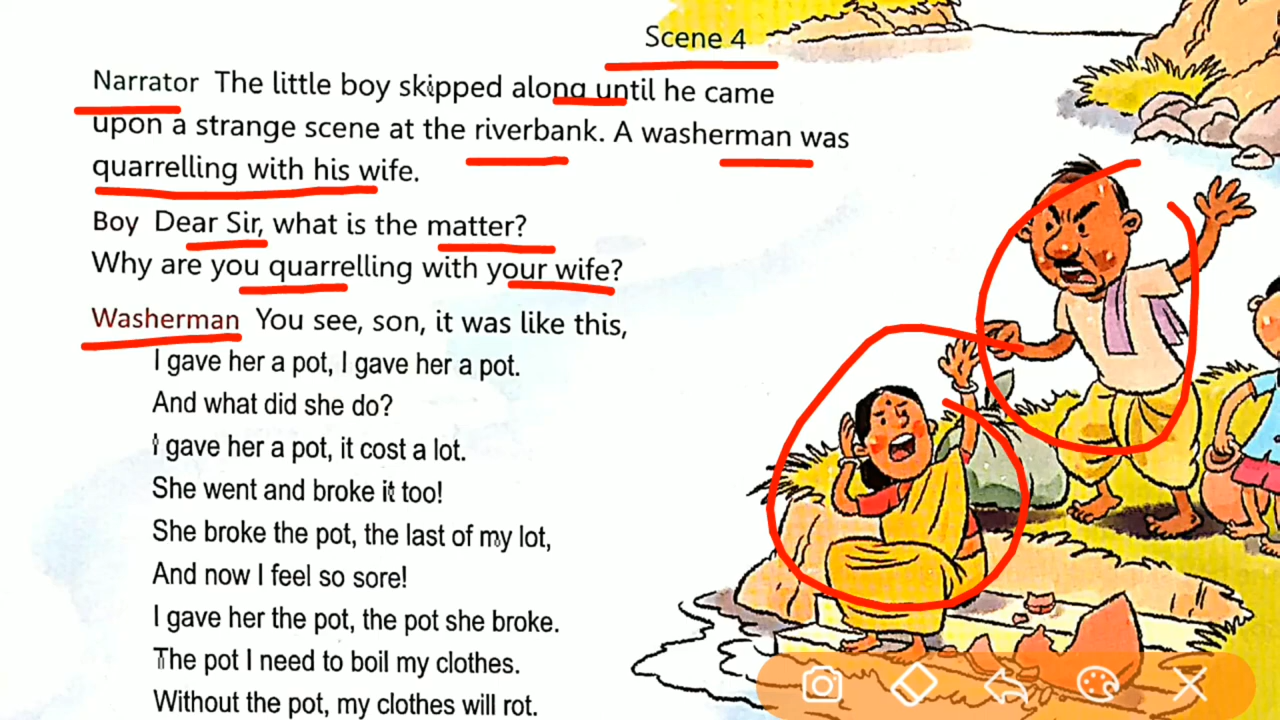 Scene 4
Narrator The little boy skipped along until he came
upon a strange scene at the riverbank. A washerman was
quarrelling with his wife.
Boy Dear Sir, what is the matter?
Why are you quarrelling with your wife?
Washerman You see, son, it was like this,
I gave her a pot, I gave her a pot.
And what did she do?
I gave her a pot, it cost a lot.
She went and broke it too!
She broke the pot, the last of my lot,
And now I feel so sore!
I gave her the pot, the pot she broke.
The pot I need to boil my clothes.
Without the pot, my clothes will rot.